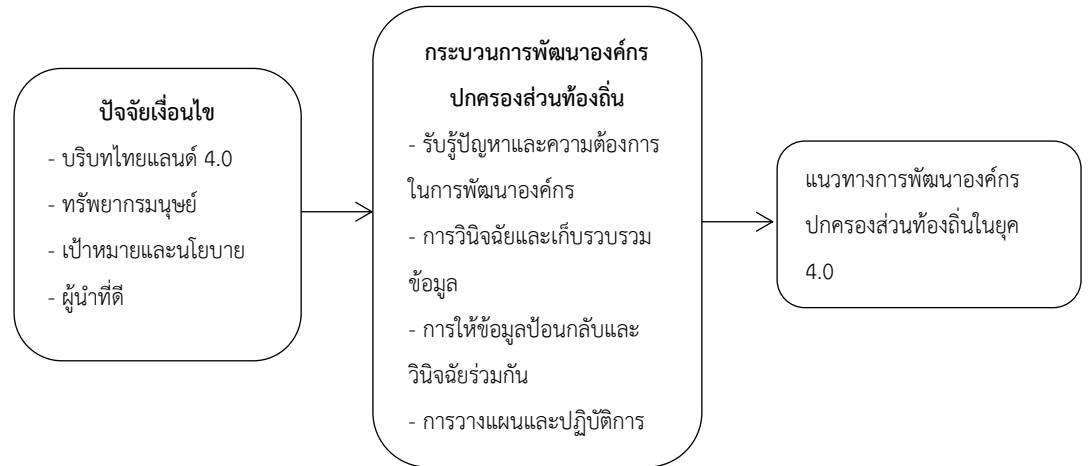 ปัจจัยเงื่อนไข
- บริบทไทยแลนด์ 4.0
- ทรัพยากรมนุษย์
- เป้าหมายและนโยบาย
- ผู้นำที่ดี
กระบวนการพัฒนาองค์กร
ปกครองส่วนท้องถิ่น
- รับรู้ปัญหาและความต้องการ
ในการพัฒนาองค์กร
- การวินิจฉัยและเก็บรวบรวม
ข้อมูล
- การให้ข้อมูลป้อนกลับและ
วินิจฉัยร่วมกัน
- การวางแผนและปฏิบัติการ
แนวทางการพัฒนาองค์กร
ปกครองส่วนท้องถิ่นในยุค
4.0